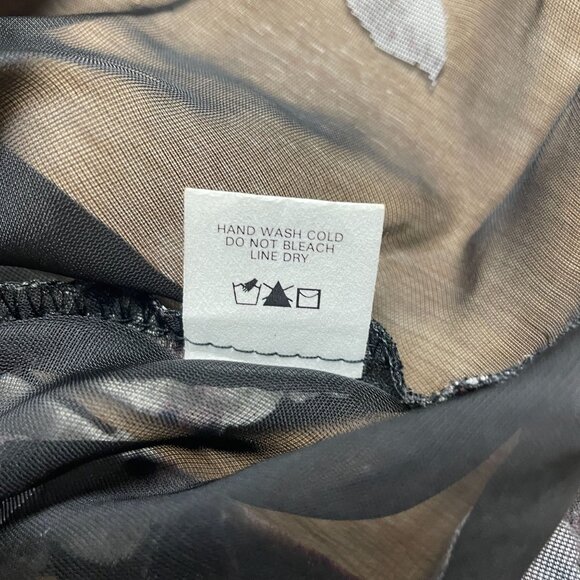 HAND WASH COLD
DO NOT BLEACH
LINE DRY